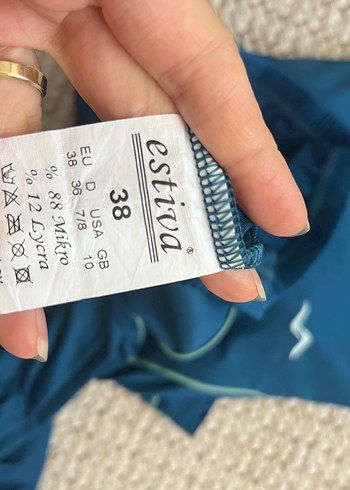 estiva®
38
EU D USA GB
38 36 7/8 10
% 88 Mikro
% 12 Lycra